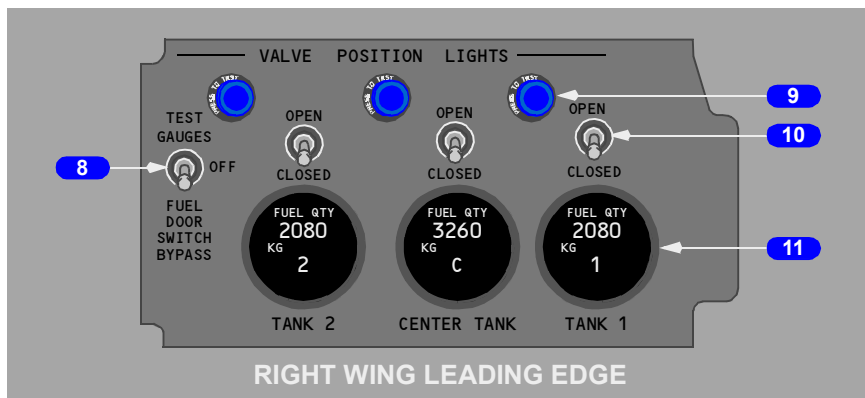 VALVE POSITION LIGHTS
PRESS TO TEST
PRESS TO TEST
PRESS TO TEST
9
TEST
GAUGES
OPEN
OPEN
OPEN
10
8
OFF
CLOSED
CLOSED
CLOSED
FUEL
DOOR
SWITCH
BYPASS
FUEL QTY
2080
KG
2
FUEL QTY
3260
KG
C
FUEL QTY
2080
KG
1
11
TANK 2
CENTER TANK
TANK 1
RIGHT WING LEADING EDGE